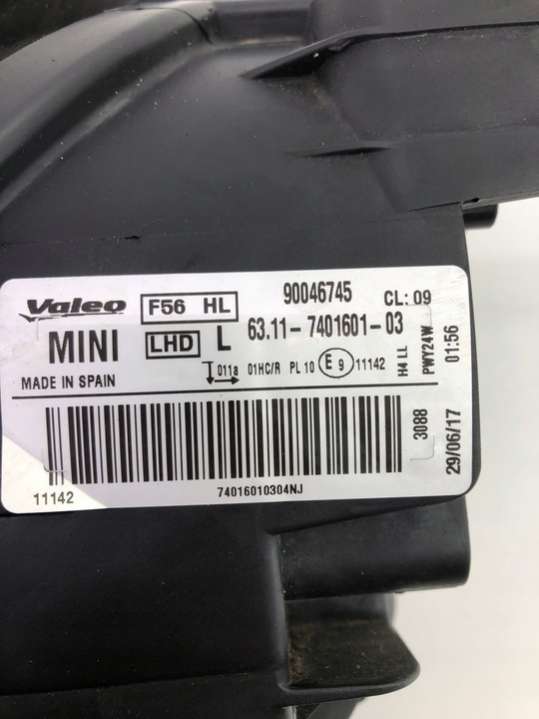 Valeo F56 HL 90046745 CL: 09
MINI LHD L 63.11-7401601-03
MADE IN SPAIN 011a 01HC/R PL 10 E 9 11142
H4 LL
PWY24W
01:56
3088
29/06/17
11142
74016010304NJ